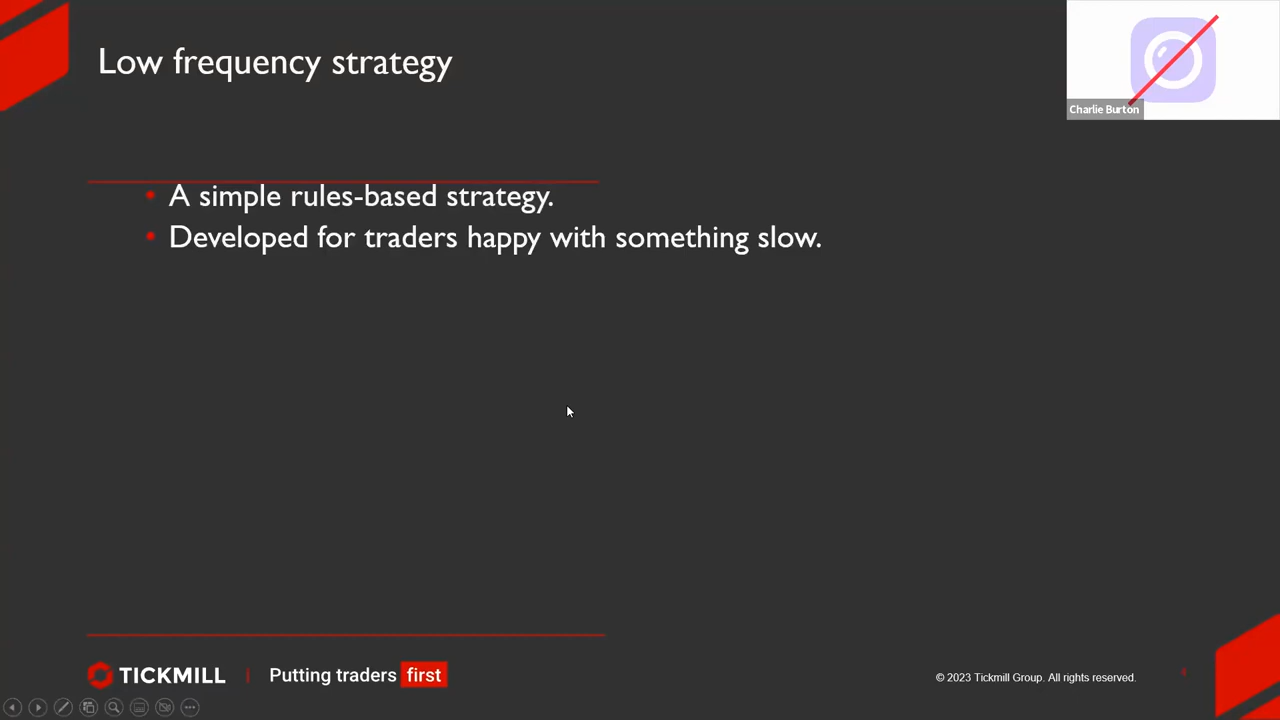 Low frequency strategy
Charlie Burton
• A simple rules-based strategy.
• Developed for traders happy with something slow.
TICKMILL | Putting traders first
© 2023 Tickmill Group. All rights reserved.